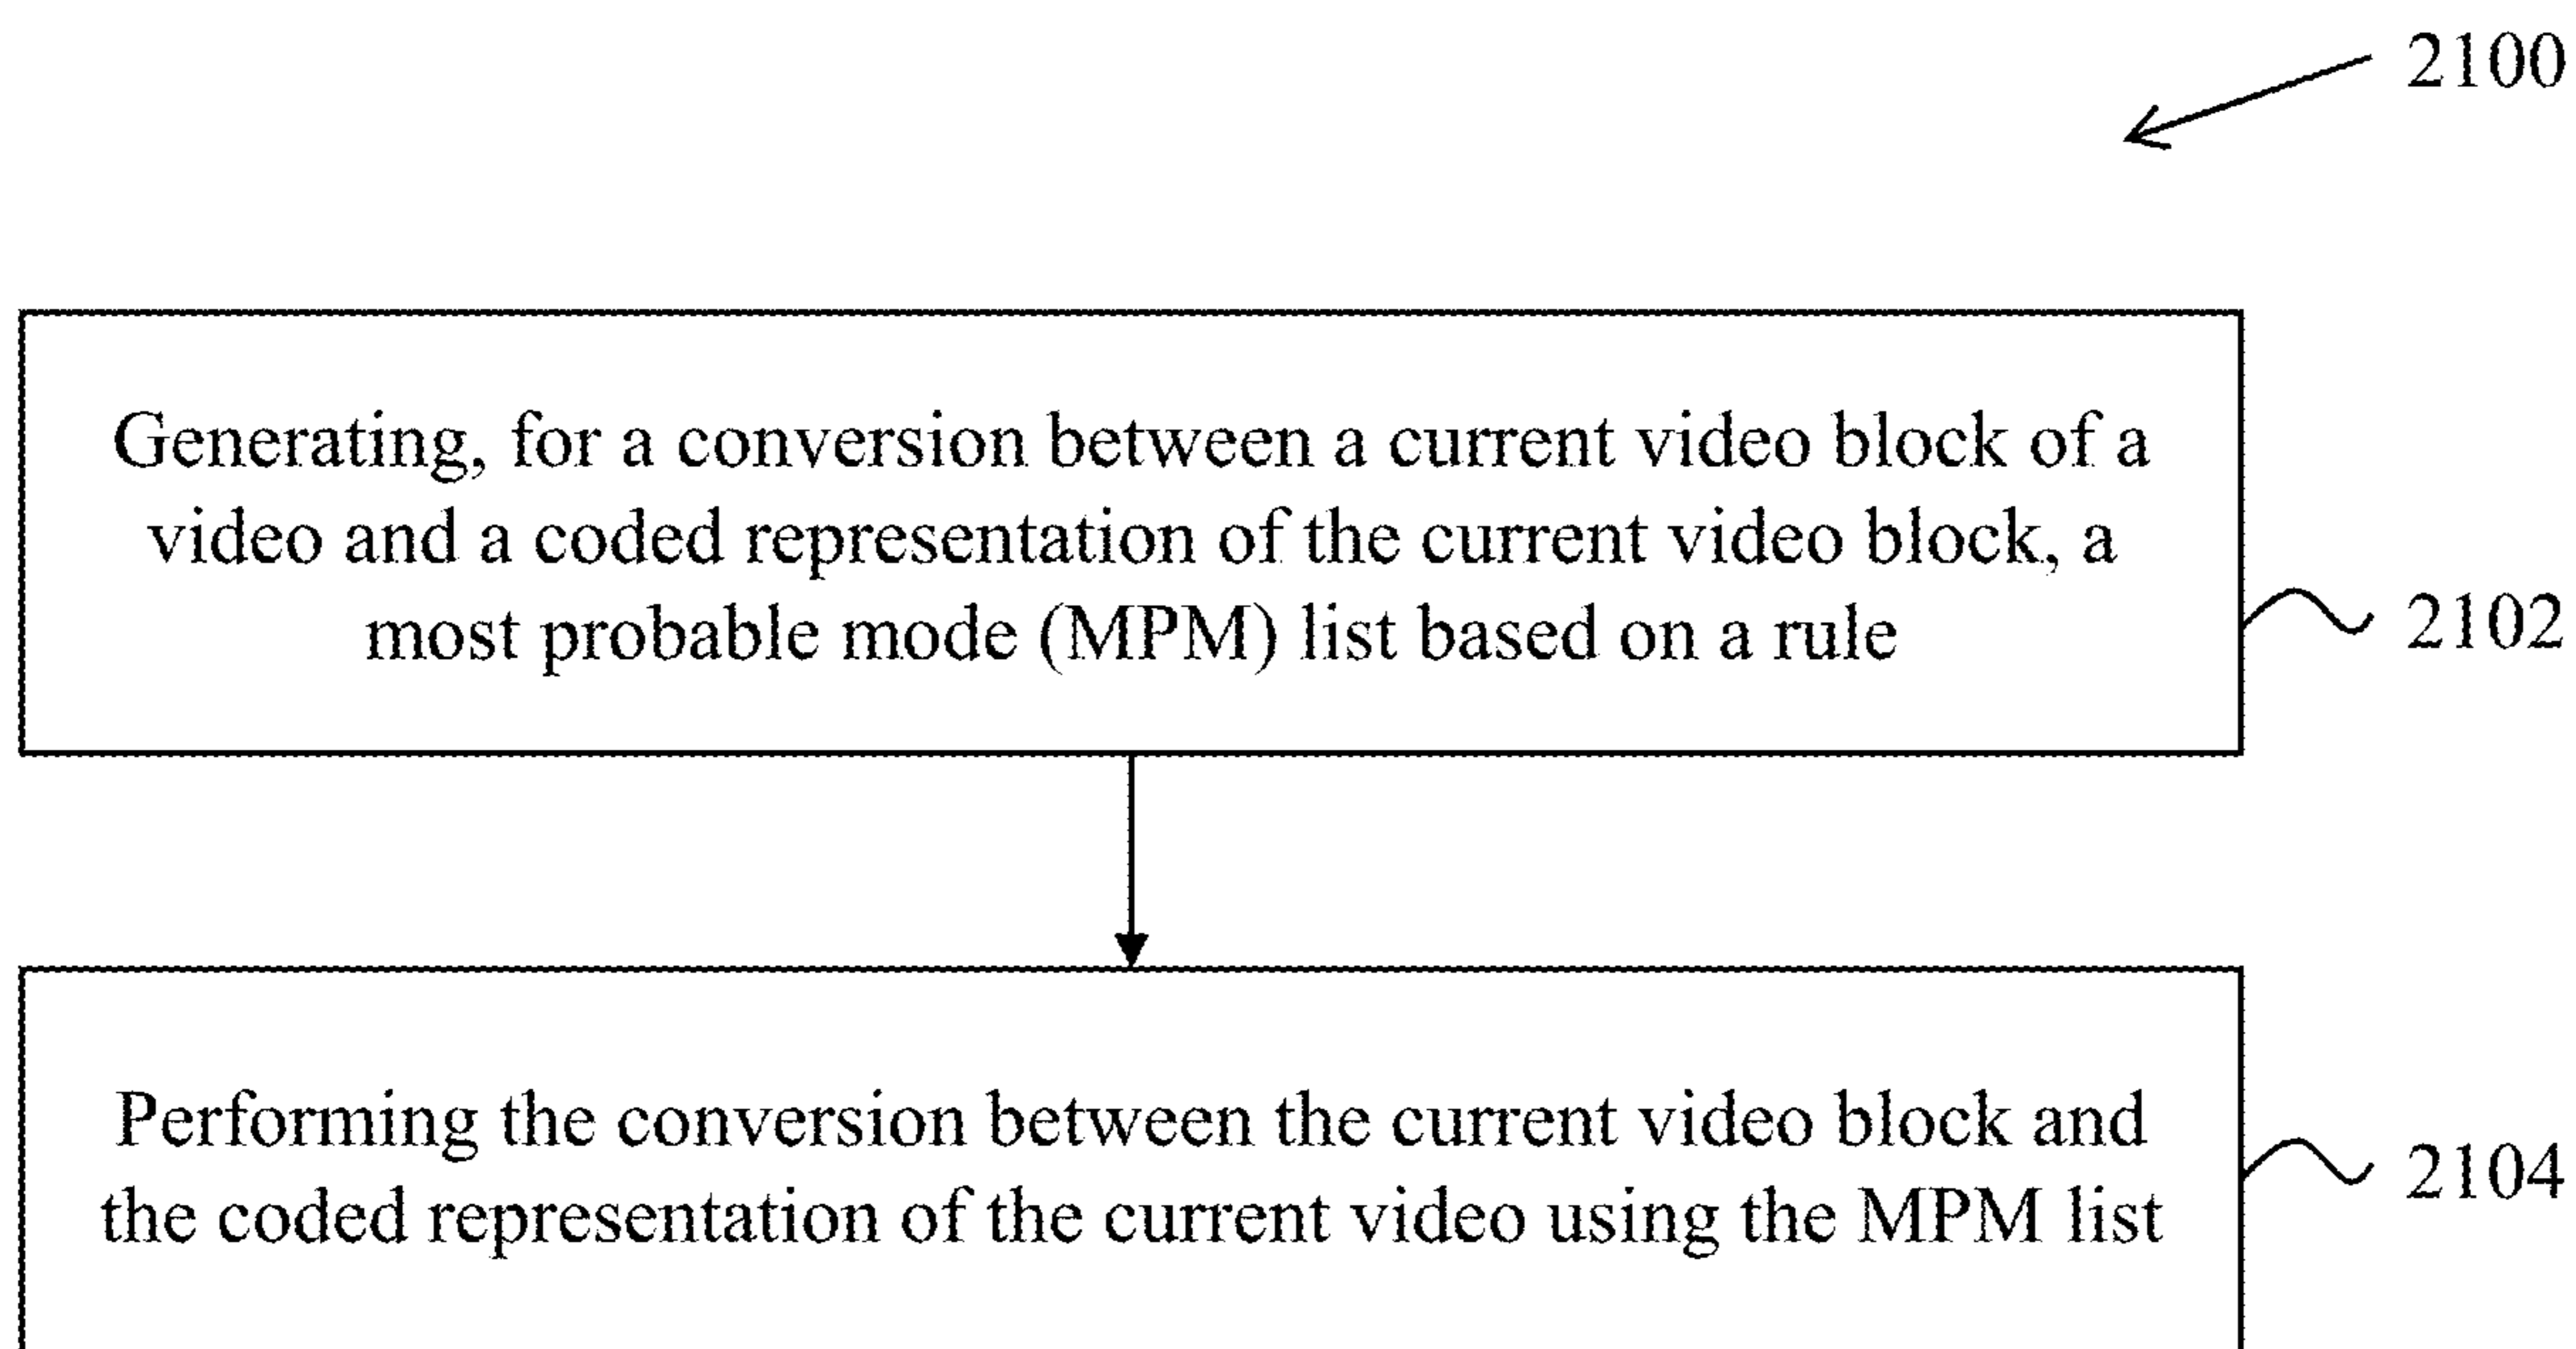 2100
Generating, for a conversion between a current video block of a
video and a coded representation of the current video block, a
most probable mode (MPM) list based on a rule
2102
Performing the conversion between the current video block and
the coded representation of the current video using the MPM list
2104